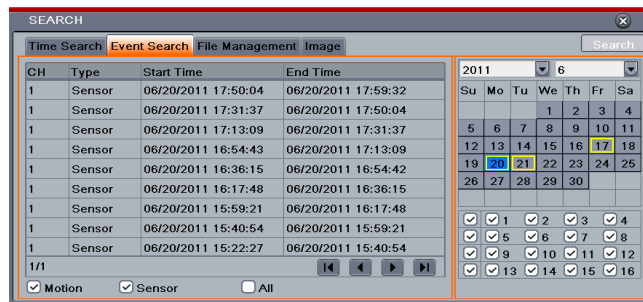 SEARCH
Time Search Event Search File Management Image Search
CH Type Start Time End Time
1 Sensor 06/20/2011 17:50:04 06/20/2011 17:59:32
1 Sensor 06/20/2011 17:31:37 06/20/2011 17:50:04
1 Sensor 06/20/2011 17:13:09 06/20/2011 17:31:37
1 Sensor 06/20/2011 16:54:43 06/20/2011 17:13:09
1 Sensor 06/20/2011 16:36:15 06/20/2011 16:54:42
1 Sensor 06/20/2011 16:17:48 06/20/2011 16:36:15
1 Sensor 06/20/2011 15:59:21 06/20/2011 16:17:48
1 Sensor 06/20/2011 15:40:54 06/20/2011 15:59:21
1 Sensor 06/20/2011 15:22:27 06/20/2011 15:40:54
1/1
Motion Sensor All
2011 6
Su Mo Tu We Th Fr Sa
1 2 3 4
5 6 7 8 9 10 11
12 13 14 15 16 17 18
19 20 21 22 23 24 25
26 27 28 29 30
1 2 3 4
5 6 7 8
9 10 11 12
13 14 15 16